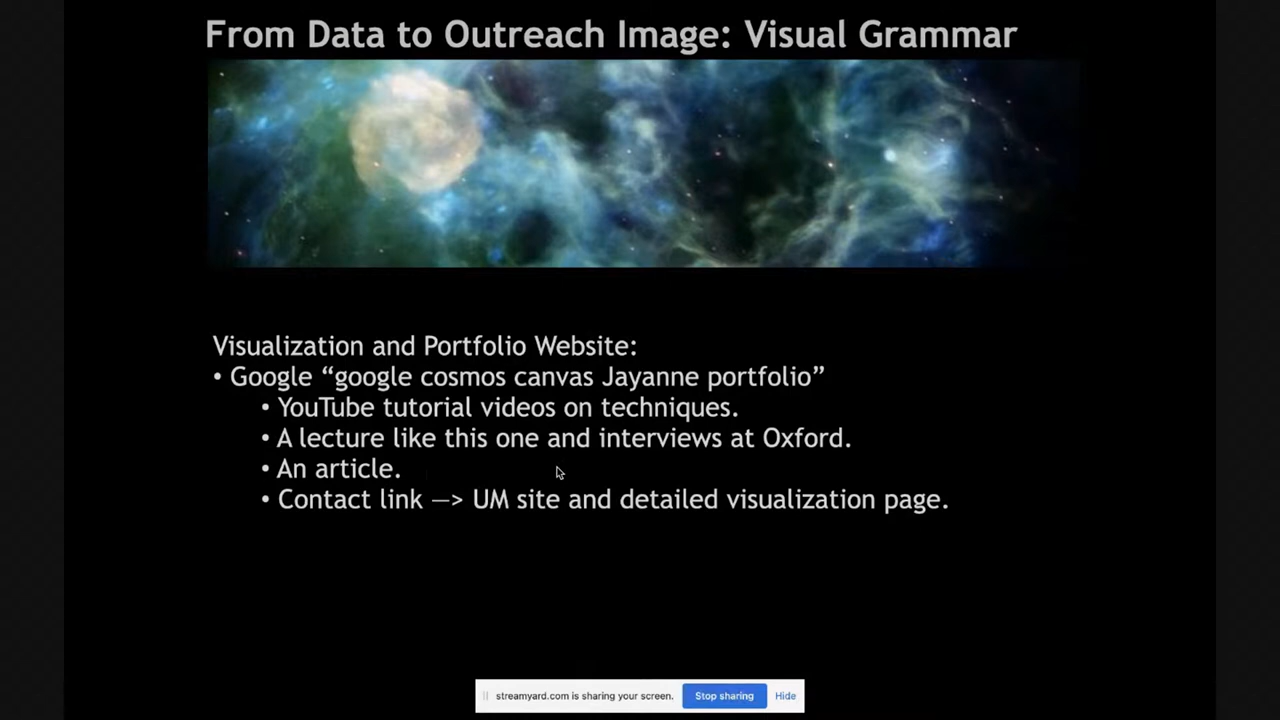 From Data to Outreach Image: Visual Grammar
Visualization and Portfolio Website:
• Google “google cosmos canvas Jayanne portfolio”
• YouTube tutorial videos on techniques.
• A lecture like this one and interviews at Oxford.
• An article.
• Contact link —> UM site and detailed visualization page.
streamyard.com is sharing your screen. Stop sharing Hide